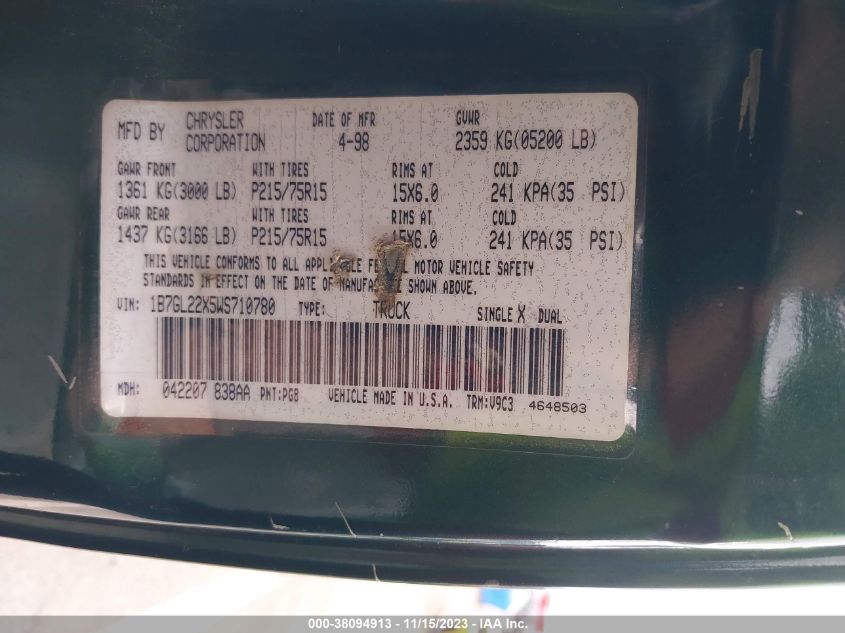 MFD BY CHRYSLER CORPORATION DATE OF MFR 4-98 GVWR 2359 KG(05200 LB)
GAWR FRONT WITH TIRES RIMS AT COLD
1361 KG(3000 LB) P215/75R15 15X6.0 241 KPA(35 PSI)
GAWR REAR WITH TIRES RIMS AT COLD
1437 KG(3166 LB) P215/75R15 15X6.0 241 KPA(35 PSI)
THIS VEHICLE CONFORMS TO ALL MOTOR VEHICLE SAFETY
STANDARDS IN EFFECT ON THE DATE OF SHOWN ABOVE.
VIN: 1B7GL22X5WS710780 TYPE: TRUCK SINGLE X DUAL
MDH: 042207 838AA PNT:PG8 VEHICLE MADE IN U.S.A. TRM:V9C3 4648503
000-38094913 - 11/15/2023 - IAAI.COM